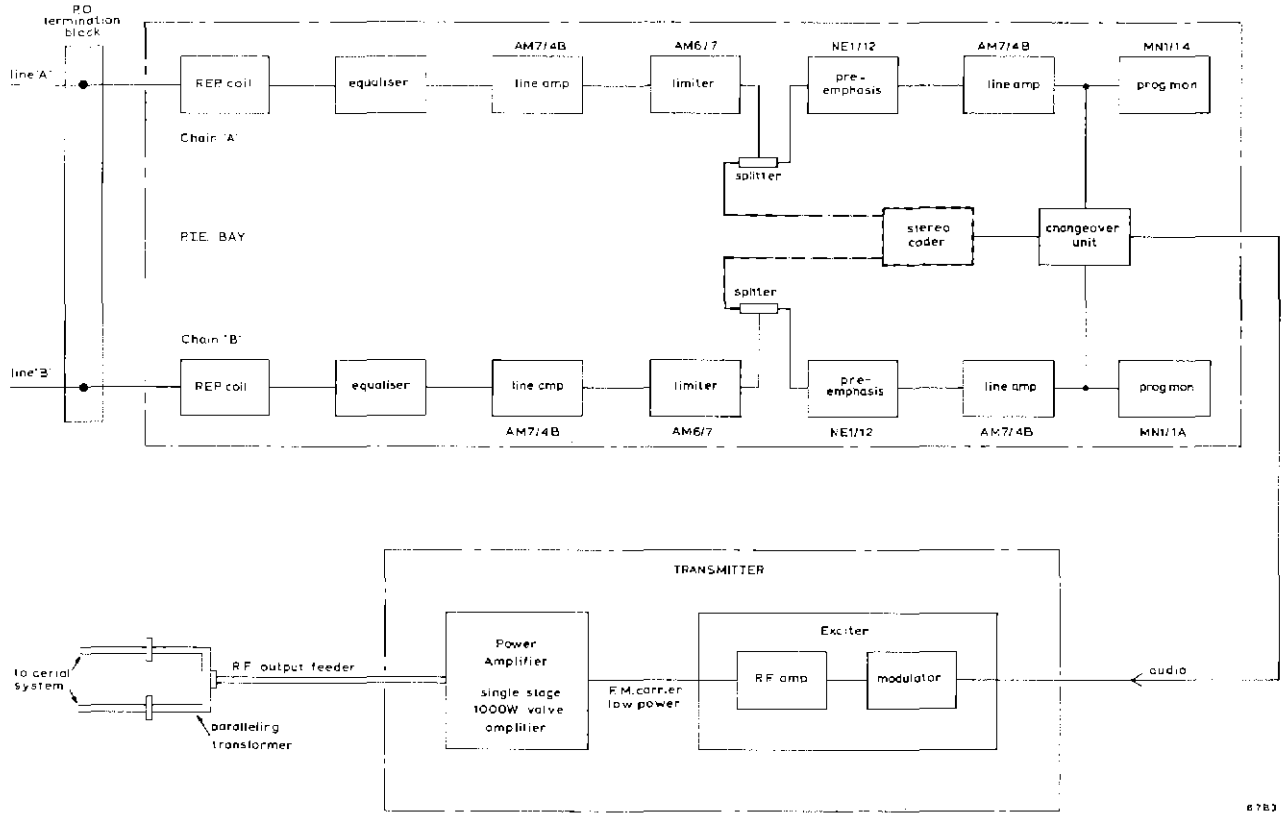 P.O
termination
block
line 'A'
AM7/4B
AM6/7
NE1/12
AM7/4B
MN1/14
REP coil
equaliser
line amp
limiter
pre-
emphasis
line amp
prog mon
Chain 'A'
splitter
P.I.E. BAY
stereo
coder
changeover
unit
splitter
Chain 'B'
line 'B'
REP coil
equaliser
line amp
limiter
pre-
emphasis
line amp
prog mon
AM7/4B
AM6/7
NE1/12
AM7/4B
MN1/1A
TRANSMITTER
Exciter
Power
Amplifier
single stage
1000W valve
amplifier
F.M. carrier
low power
RF amp
modulator
audio
RF output feeder
to aerial
system
paralleling
transformer
6783